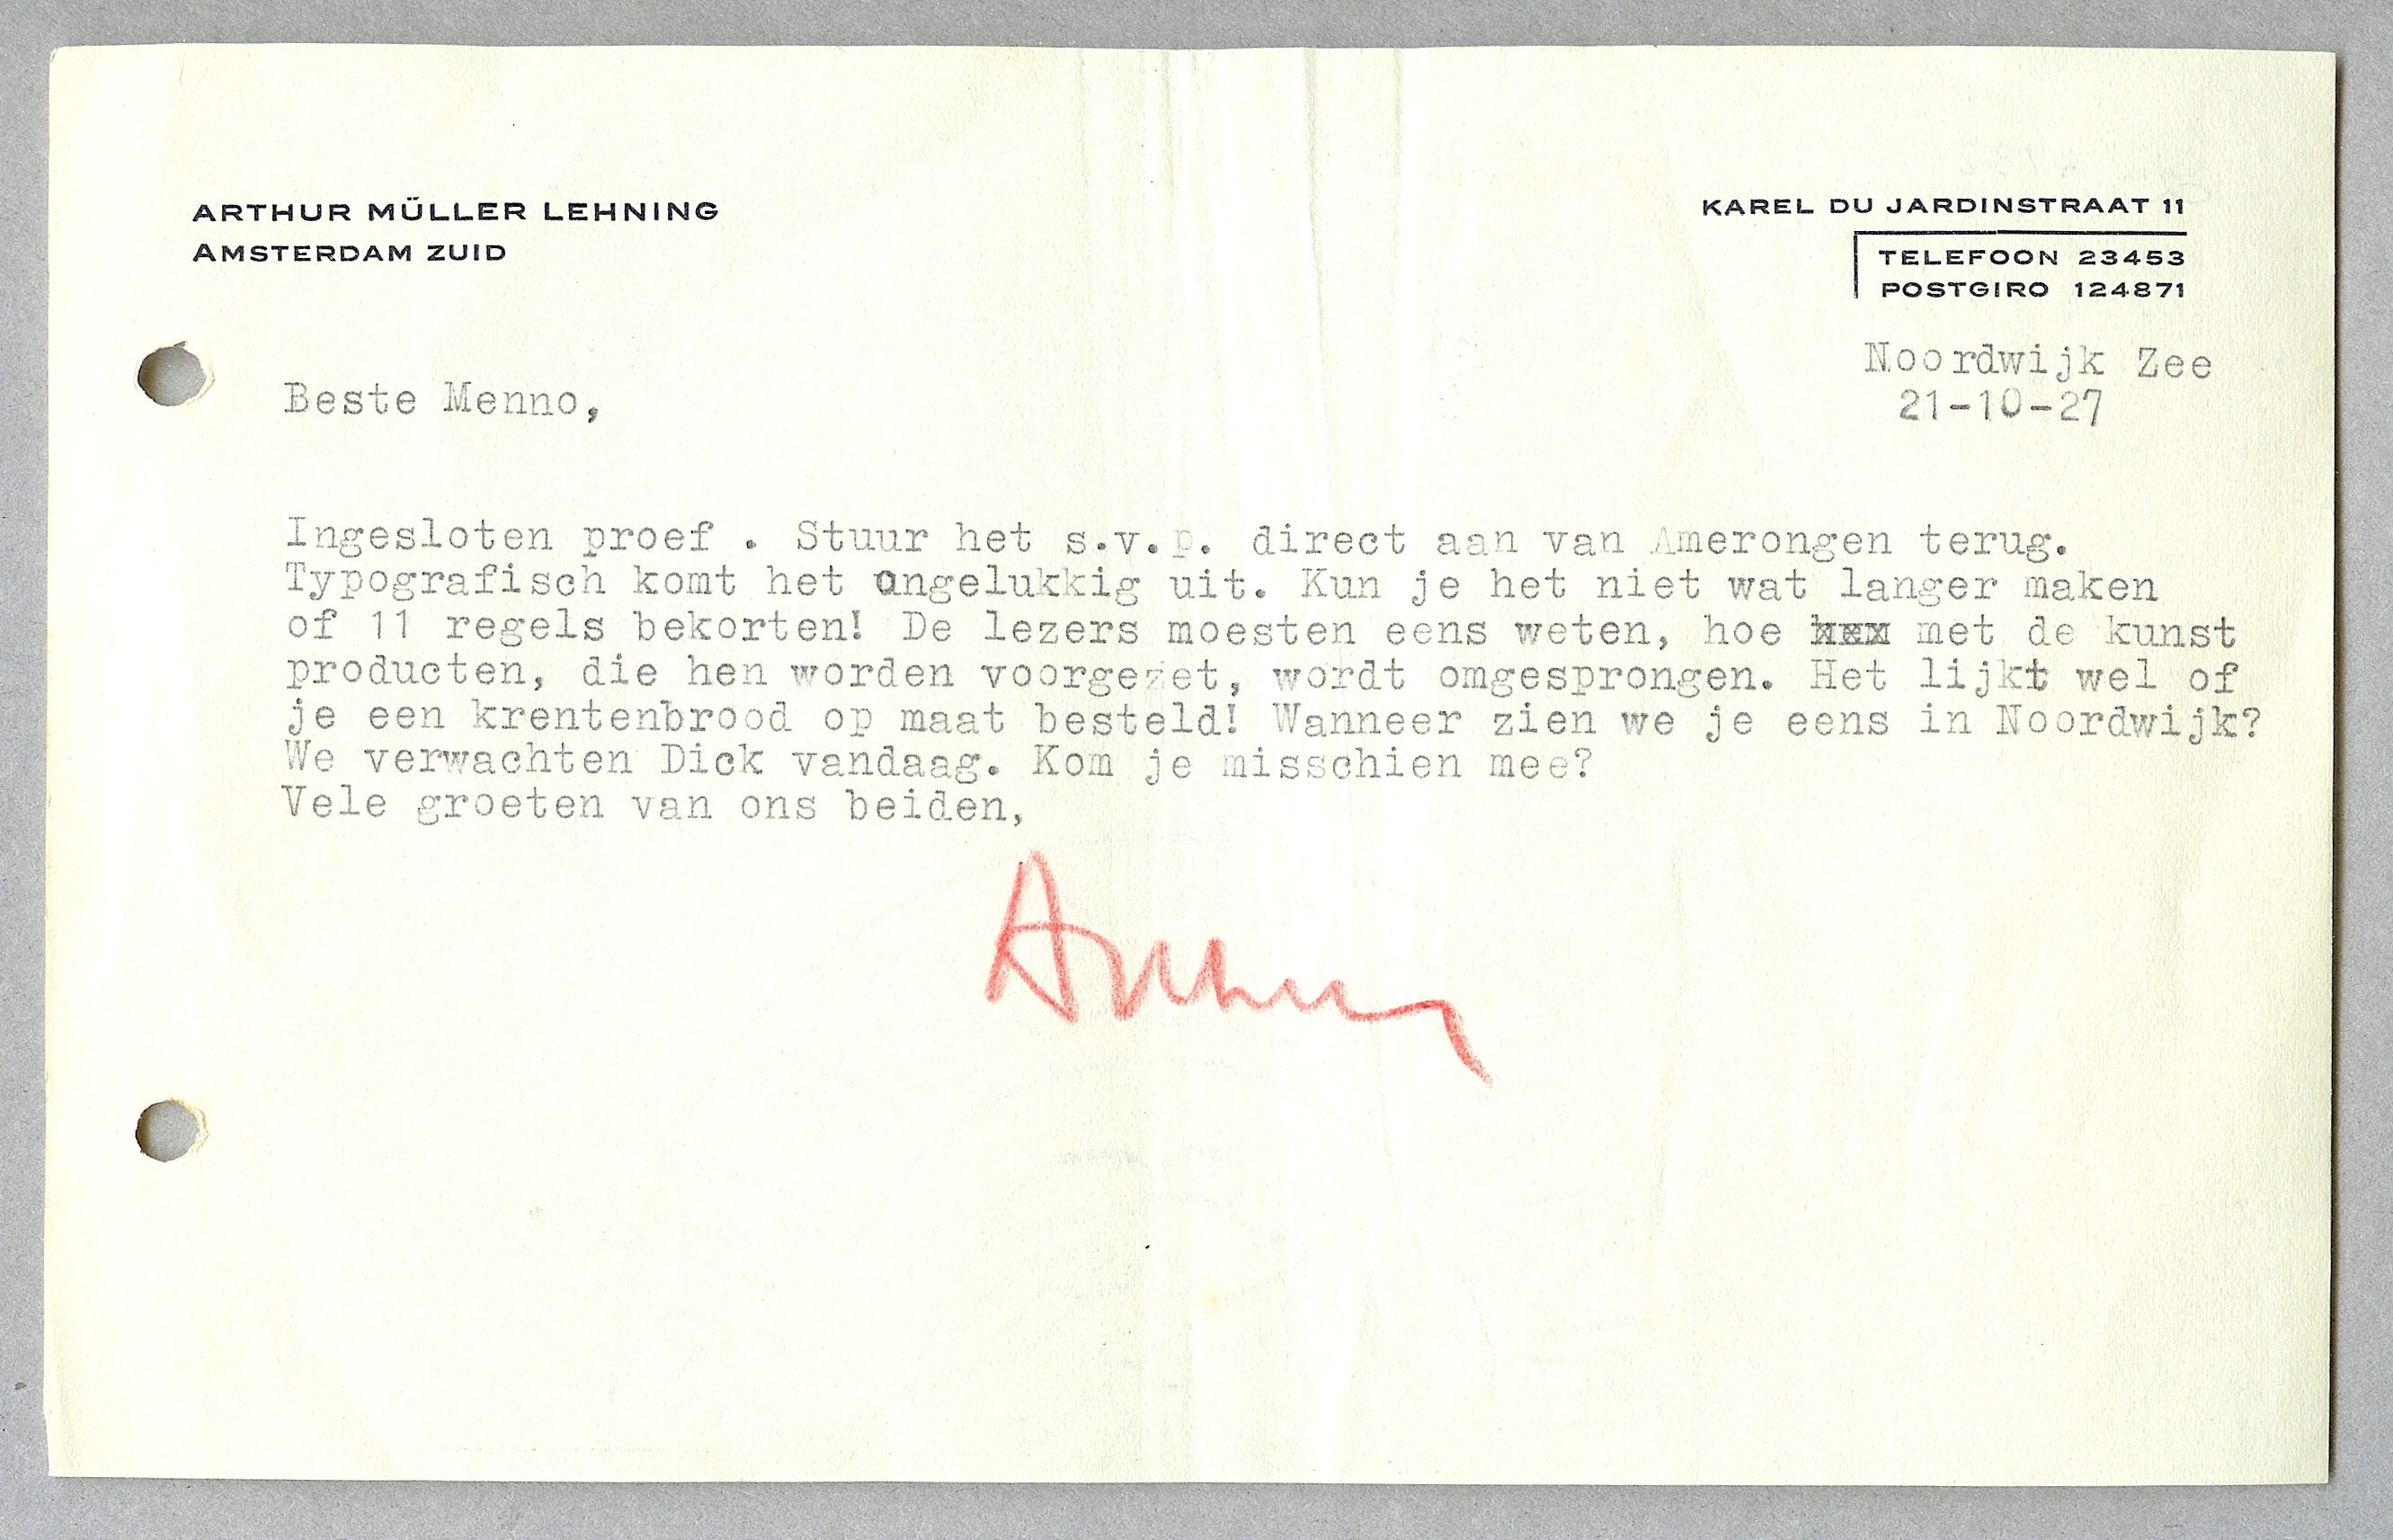 ARTHUR MÜLLER LEHNING
AMSTERDAM ZUID
KAREL DU JARDINSTRAAT 11
TELEFOON 23453
POSTGIRO 124871
Noordwijk Zee
21-10-27
Beste Menno,
Ingesloten proef . Stuur het s.v.p. direct aan van Amerongen terug.
Typografisch komt het ongelukkig uit. Kun je het niet wat langer maken
of 11 regels bekorten! De lezers moesten eens weten, hoe met de kunst
producten, die hen worden voorgezet, wordt omgesprongen. Het lijkt wel of
je een krentenbrood op maat besteld! Wanneer zien we je eens in Noordwijk?
We verwachten Dick vandaag. Kom je misschien mee?
Vele groeten van ons beiden,
Arthur